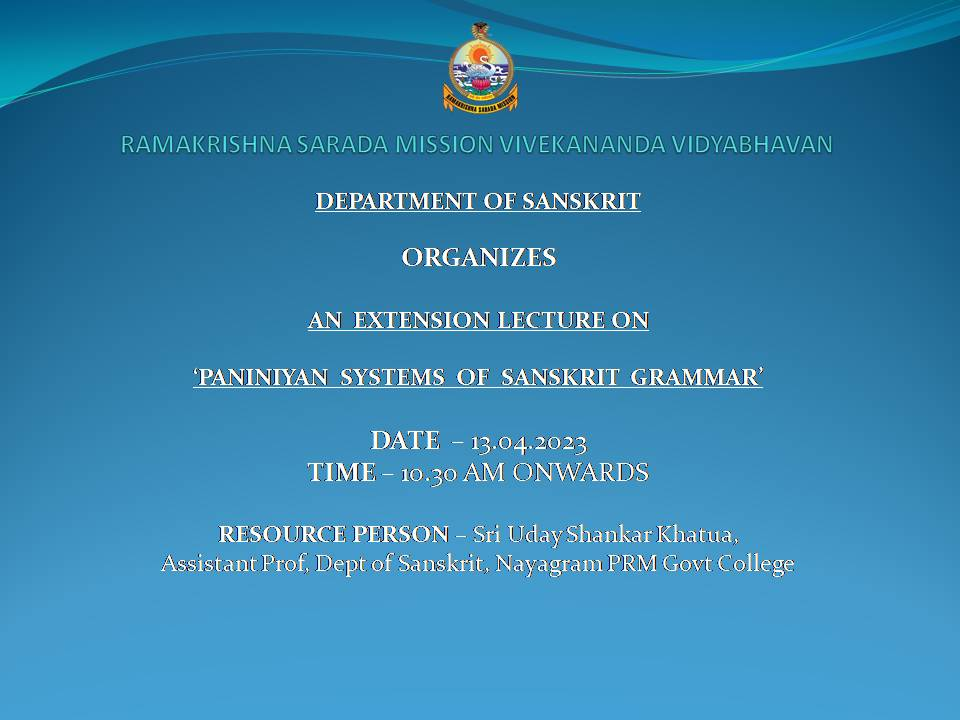 RAMAKRISHNA SARADA MISSION
RAMAKRISHNA SARADA MISSION VIVEKANANDA VIDYABHAVAN
DEPARTMENT OF SANSKRIT
ORGANIZES
AN EXTENSION LECTURE ON
‘PANINIYAN SYSTEMS OF SANSKRIT GRAMMAR’
DATE – 13.04.2023
TIME – 10.30 AM ONWARDS
RESOURCE PERSON – Sri Uday Shankar Khatua,
Assistant Prof, Dept of Sanskrit, Nayagram PRM Govt College